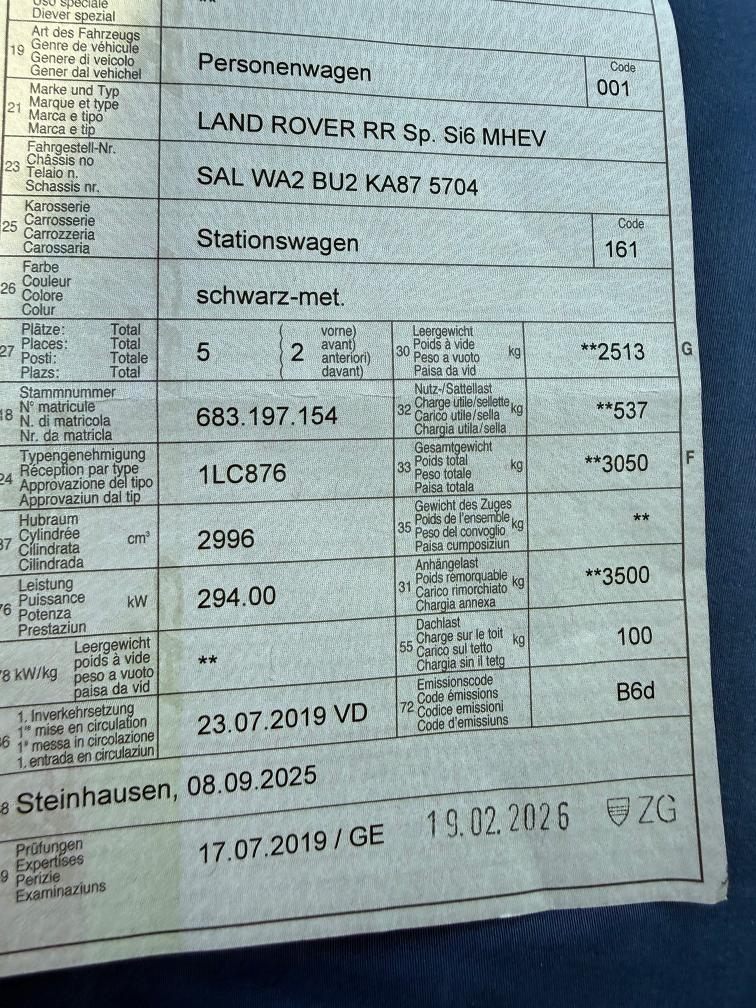 Uso speciale
Diever spezial
**
19
Art des Fahrzeugs
Genre de véhicule
Genere di veicolo
Gener dal vehichel
Personenwagen
Code
001
21
Marke und Typ
Marque et type
Marca e tipo
Marca e tip
LAND ROVER RR Sp. Si6 MHEV
23
Fahrgestell-Nr.
Châssis no
Telaio n.
Schassis nr.
SAL WA2 BU2 KA87 5704
25
Karosserie
Carrosserie
Carrozzeria
Carossaria
Stationswagen
Code
161
26
Farbe
Couleur
Colore
Colur
schwarz-met.
27
Plätze: Total
Places: Total
Posti: Totale
Plazs: Total
5
( 2
vorne)
avant)
anteriori)
davant)
30
Leergewicht
Poids à vide
Peso a vuoto
Paisa da vid
kg
**2513
G
18
Stammnummer
N° matricule
N. di matricola
Nr. da matricla
683.197.154
32
Nutz-/Sattellast
Charge utile/sellette
Carico utile/sella
Chargia utila/sella
kg
**537
24
Typengenehmigung
Réception par type
Approvazione del tipo
Approvaziun dal tip
1LC876
33
Gesamtgewicht
Poids total
Peso totale
Paisa totala
kg
**3050
F
37
Hubraum
Cylindrée
Cilindrata
Cilindrada
cm³
2996
35
Gewicht des Zuges
Poids de l'ensemble
Peso del convoglio
Paisa cumposiziun
kg
**
76
Leistung
Puissance
Potenza
Prestaziun
kW
294.00
31
Anhängelast
Poids remorquable
Carico rimorchiato
Chargia annexa
kg
**3500
78 kW/kg
Leergewicht
poids à vide
peso a vuoto
paisa da vid
**
55
Dachlast
Charge sur le toit
Carico sul tetto
Chargia sin il tetg
kg
100
36
1. Inverkehrsetzung
1re mise en circulation
1a messa in circolazione
1. entrada en circulaziun
23.07.2019 VD
72
Emissionscode
Code émissions
Codice emissioni
Code d'emissiuns
B6d
8 Steinhausen, 08.09.2025
9
Prüfungen
Expertises
Perizie
Examinaziuns
17.07.2019 / GE
19.02.2026 ZG